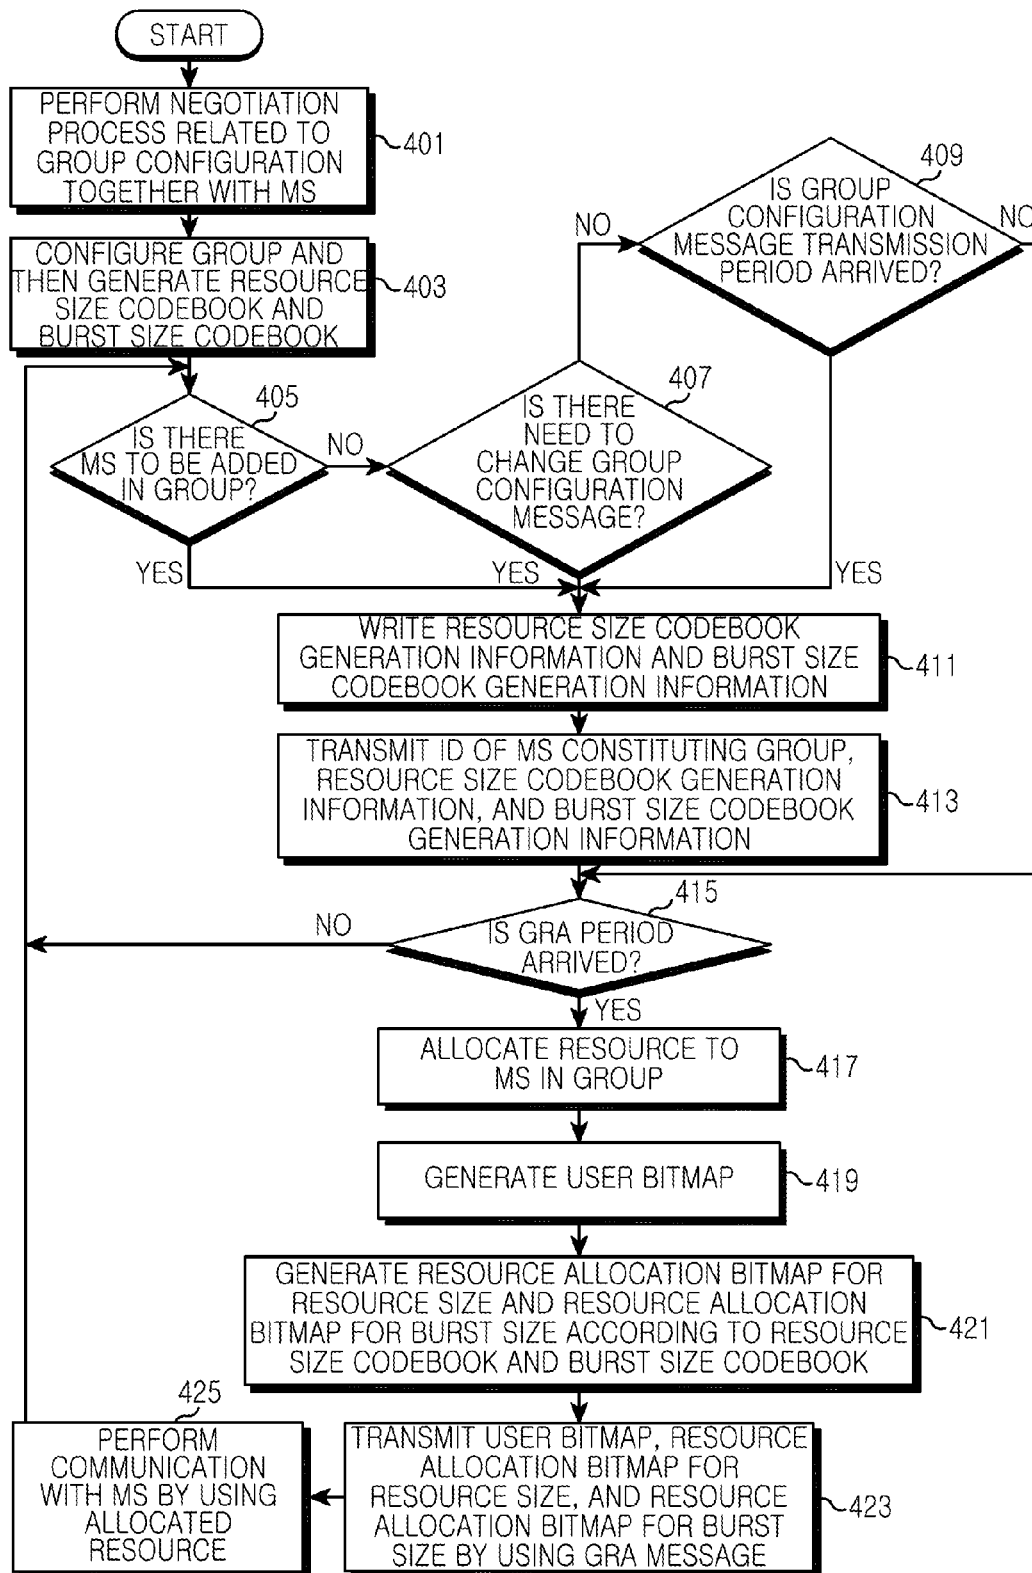 START
PERFORM NEGOTIATION
PROCESS RELATED TO
GROUP CONFIGURATION
TOGETHER WITH MS
401
CONFIGURE GROUP AND
THEN GENERATE RESOURCE
SIZE CODEBOOK AND
BURST SIZE CODEBOOK
403
405
IS THERE
MS TO BE ADDED
IN GROUP?
NO
YES
407
IS THERE
NEED TO
CHANGE GROUP
CONFIGURATION
MESSAGE?
NO
YES
409
IS GROUP
CONFIGURATION
MESSAGE TRANSMISSION
PERIOD ARRIVED?
NO
YES
WRITE RESOURCE SIZE CODEBOOK
GENERATION INFORMATION AND BURST SIZE
CODEBOOK GENERATION INFORMATION
411
TRANSMIT ID OF MS CONSTITUTING GROUP,
RESOURCE SIZE CODEBOOK GENERATION
INFORMATION, AND BURST SIZE CODEBOOK
GENERATION INFORMATION
413
415
IS GRA PERIOD
ARRIVED?
NO
YES
ALLOCATE RESOURCE TO
MS IN GROUP
417
GENERATE USER BITMAP
419
GENERATE RESOURCE ALLOCATION BITMAP FOR
RESOURCE SIZE AND RESOURCE ALLOCATION
BITMAP FOR BURST SIZE ACCORDING TO RESOURCE
SIZE CODEBOOK AND BURST SIZE CODEBOOK
421
TRANSMIT USER BITMAP, RESOURCE
ALLOCATION BITMAP FOR
RESOURCE SIZE, AND RESOURCE
ALLOCATION BITMAP FOR BURST
SIZE BY USING GRA MESSAGE
423
425
PERFORM
COMMUNICATION
WITH MS BY USING
ALLOCATED
RESOURCE